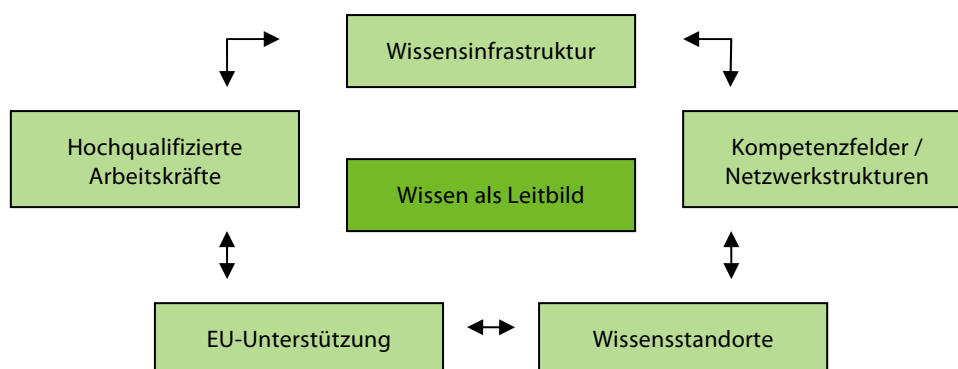 Wissensinfrastruktur
Hochqualifizierte
Arbeitskräfte
Kompetenzfelder /
Netzwerkstrukturen
Wissen als Leitbild
EU-Unterstützung
Wissensstandorte